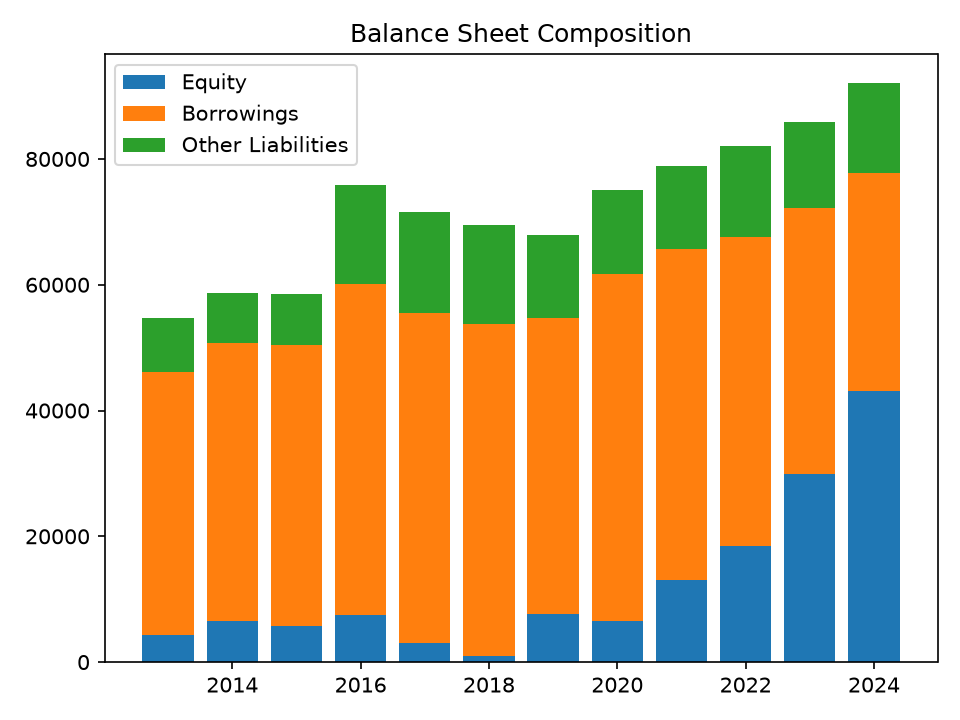 Balance Sheet Composition
Equity
Borrowings
Other Liabilities
80000
60000
40000
20000
0
2014 2016 2018 2020 2022 2024